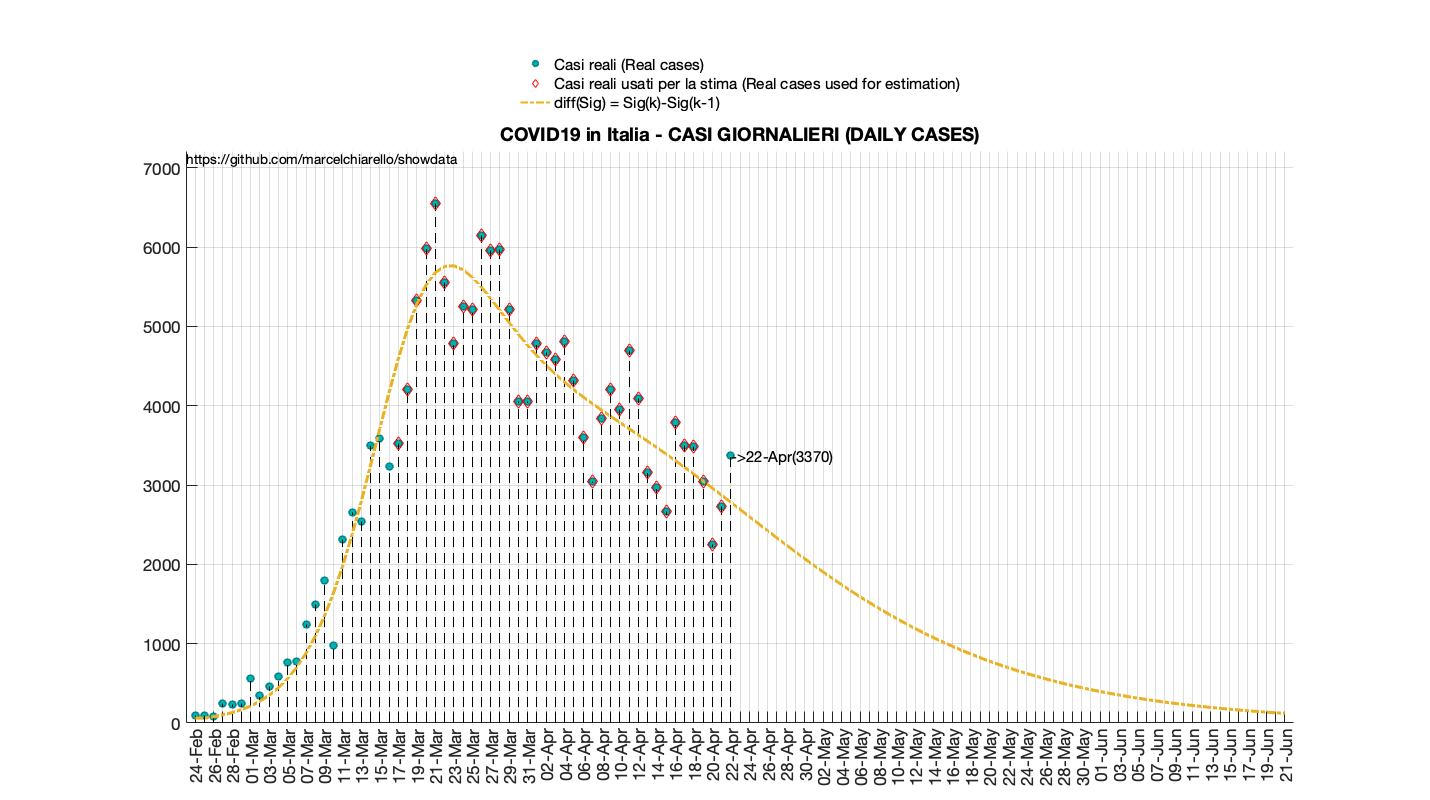 Casi reali (Real cases)
Casi reali usati per la stima (Real cases used for estimation)
diff(Sig) = Sig(k)-Sig(k-1)
COVID19 in Italia - CASI GIORNALIERI (DAILY CASES)
https://github.com/marcelchiarello/showdata
7000
6000
5000
4000
3000
2000
1000
0
->22-Apr(3370)
24-Feb
26-Feb
28-Feb
01-Mar
03-Mar
05-Mar
07-Mar
09-Mar
11-Mar
13-Mar
15-Mar
17-Mar
19-Mar
21-Mar
23-Mar
25-Mar
27-Mar
29-Mar
31-Mar
02-Apr
04-Apr
06-Apr
08-Apr
10-Apr
12-Apr
14-Apr
16-Apr
18-Apr
20-Apr
22-Apr
24-Apr
26-Apr
28-Apr
30-Apr
02-May
04-May
06-May
08-May
10-May
12-May
14-May
16-May
18-May
20-May
22-May
24-May
26-May
28-May
30-May
01-Jun
03-Jun
05-Jun
07-Jun
09-Jun
11-Jun
13-Jun
15-Jun
17-Jun
19-Jun
21-Jun